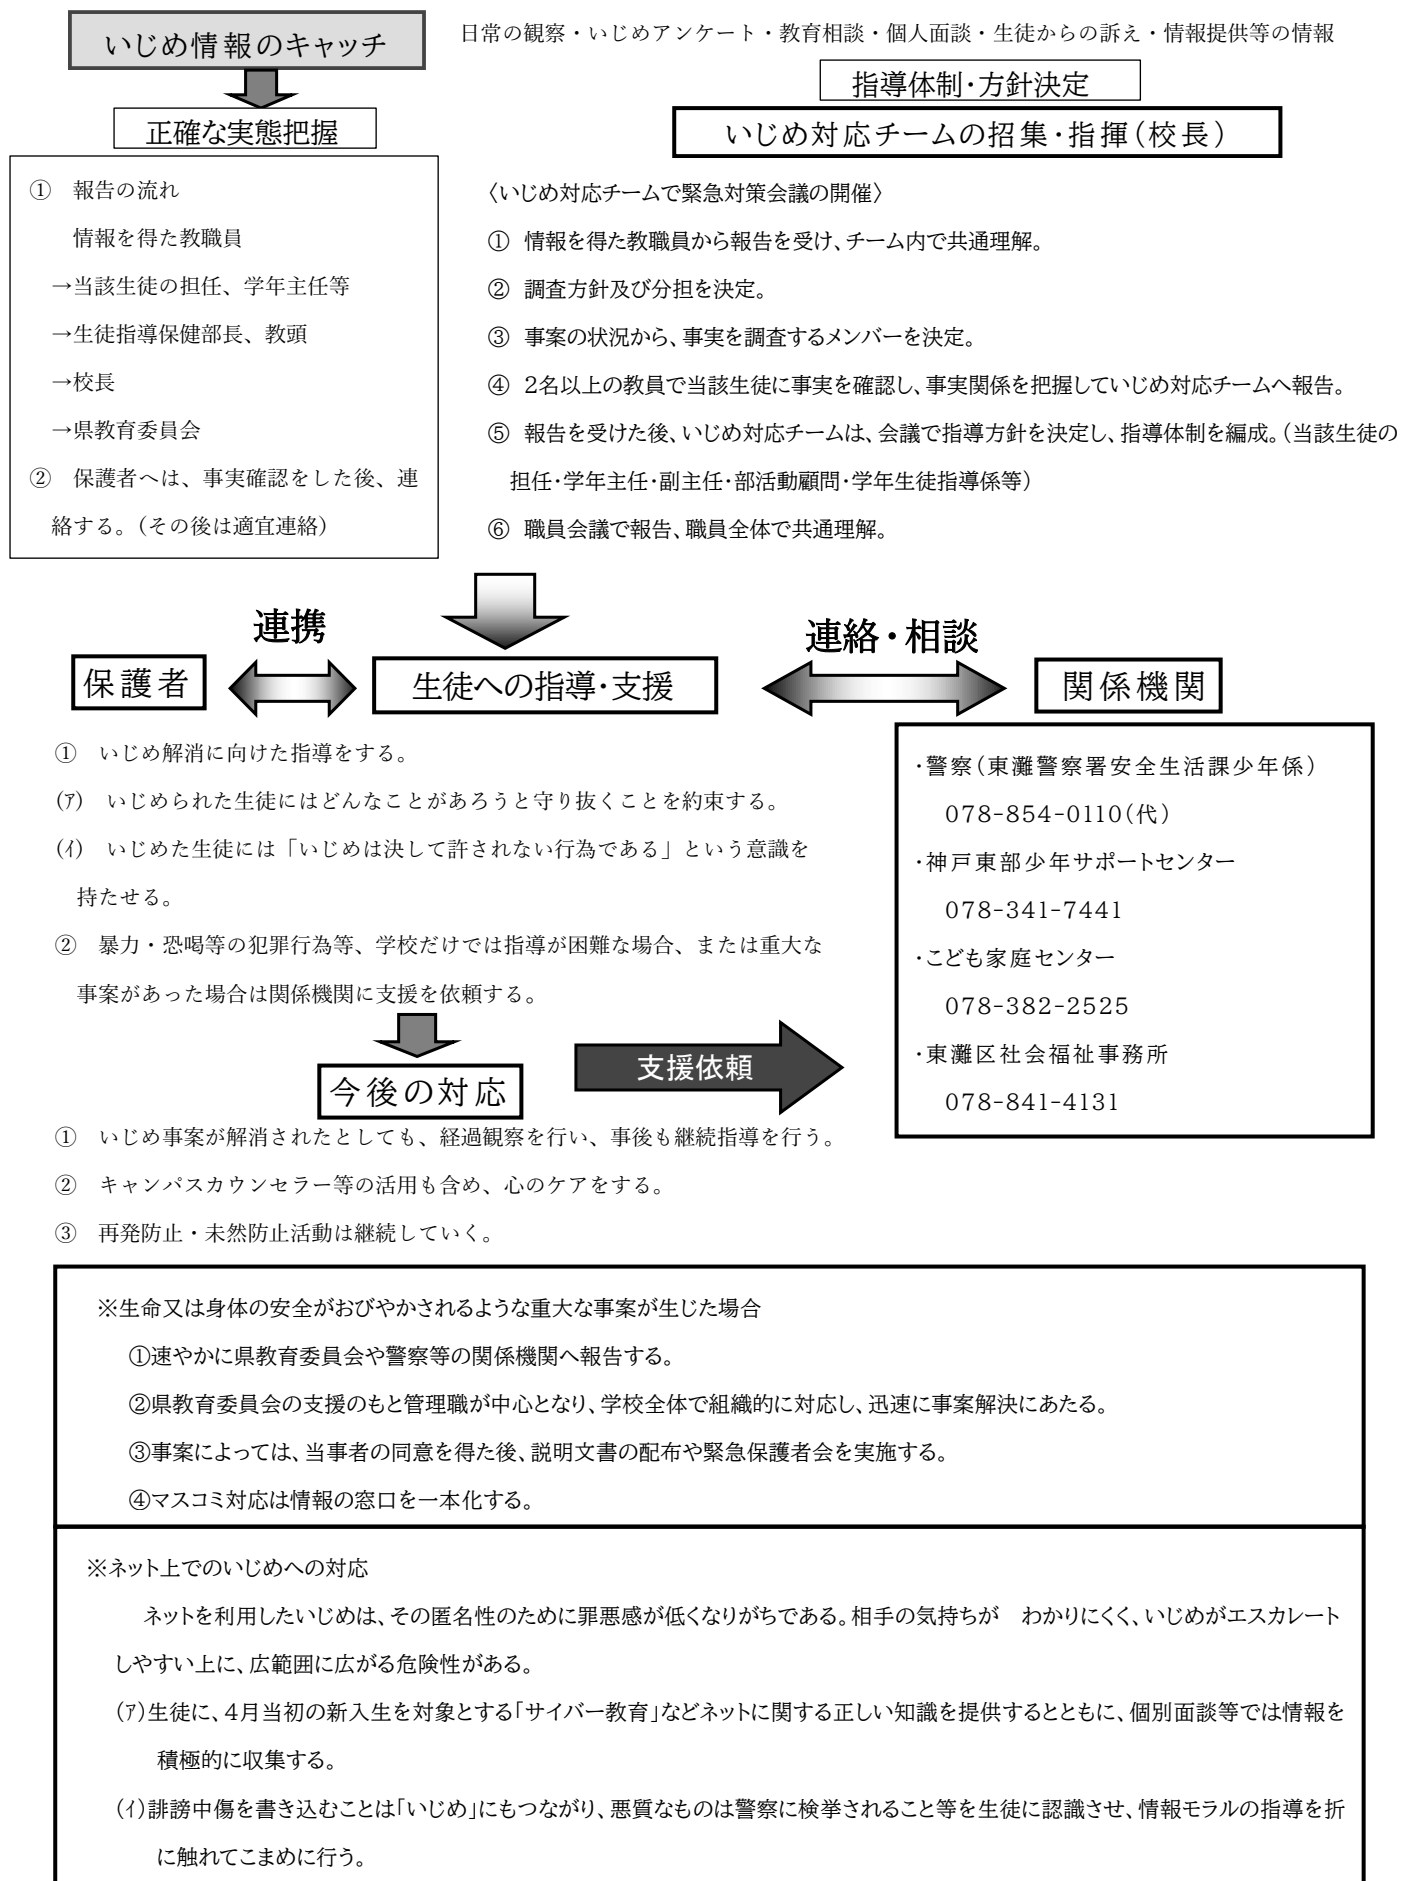 いじめ情報のキャッチ
日常の観察・いじめアンケート・教育相談・個人面談・生徒からの訴え・情報提供等の情報
正確な実態把握
① 報告の流れ
情報を得た教職員
→当該生徒の担任、学年主任等
→生徒指導保健部長、教頭
→校長
→県教育委員会
② 保護者へは、事実確認をした後、連
絡する。（その後は適宜連絡）
指導体制・方針決定
いじめ対応チームの招集・指揮（校長）
〈いじめ対応チームで緊急対策会議の開催〉
① 情報を得た教職員から報告を受け、チーム内で共通理解。
② 調査方針及び分担を決定。
③ 事案の状況から、事実を調査するメンバーを決定。
④ ２名以上の教員で当該生徒に事実を確認し、事実関係を把握していじめ対応チームへ報告。
⑤ 報告を受けた後、いじめ対応チームは、会議で指導方針を決定し、指導体制を編成。（当該生徒の
担任・学年主任・副主任・部活動顧問・学年生徒指導係等）
⑥ 職員会議で報告、職員全体で共通理解。
連携
連絡・相談
保護者
生徒への指導・支援
関係機関
① いじめ解消に向けた指導をする。
(ｱ) いじめられた生徒にはどんなことがあろうと守り抜くことを約束する。
(ｲ) いじめた生徒には「いじめは決して許されない行為である」という意識を
持たせる。
② 暴力・恐喝等の犯罪行為等、学校だけでは指導が困難な場合、または重大な
事案があった場合は関係機関に支援を依頼する。
・警察（東灘警察署安全生活課少年係）
078-854-0110（代）
・神戸東部少年サポートセンター
078-341-7441
・こども家庭センター
078-382-2525
・東灘区社会福祉事務所
078-841-4131
支援依頼
今後の対応
① いじめ事案が解消されたとしても、経過観察を行い、事後も継続指導を行う。
② キャンパスカウンセラー等の活用も含め、心のケアをする。
③ 再発防止・未然防止活動は継続していく。
※生命又は身体の安全がおびやかされるような重大な事案が生じた場合
①速やかに県教育委員会や警察等の関係機関へ報告する。
②県教育委員会の支援のもと管理職が中心となり、学校全体で組織的に対応し、迅速に事案解決にあたる。
③事案によっては、当事者の同意を得た後、説明文書の配布や緊急保護者会を実施する。
④マスコミ対応は情報の窓口を一本化する。
※ネット上でのいじめへの対応
ネットを利用したいじめは、その匿名性のために罪悪感が低くなりがちである。相手の気持ちが　わかりにくく、いじめがエスカレート
しやすい上に、広範囲に広がる危険性がある。
（ｱ）生徒に、４月当初の新入生を対象とする「サイバー教育」などネットに関する正しい知識を提供するとともに、個別面談等では情報を
積極的に収集する。
（ｲ）誹謗中傷を書き込むことは「いじめ」にもつながり、悪質なものは警察に検挙されること等を生徒に認識させ、情報モラルの指導を折
に触れてこまめに行う。